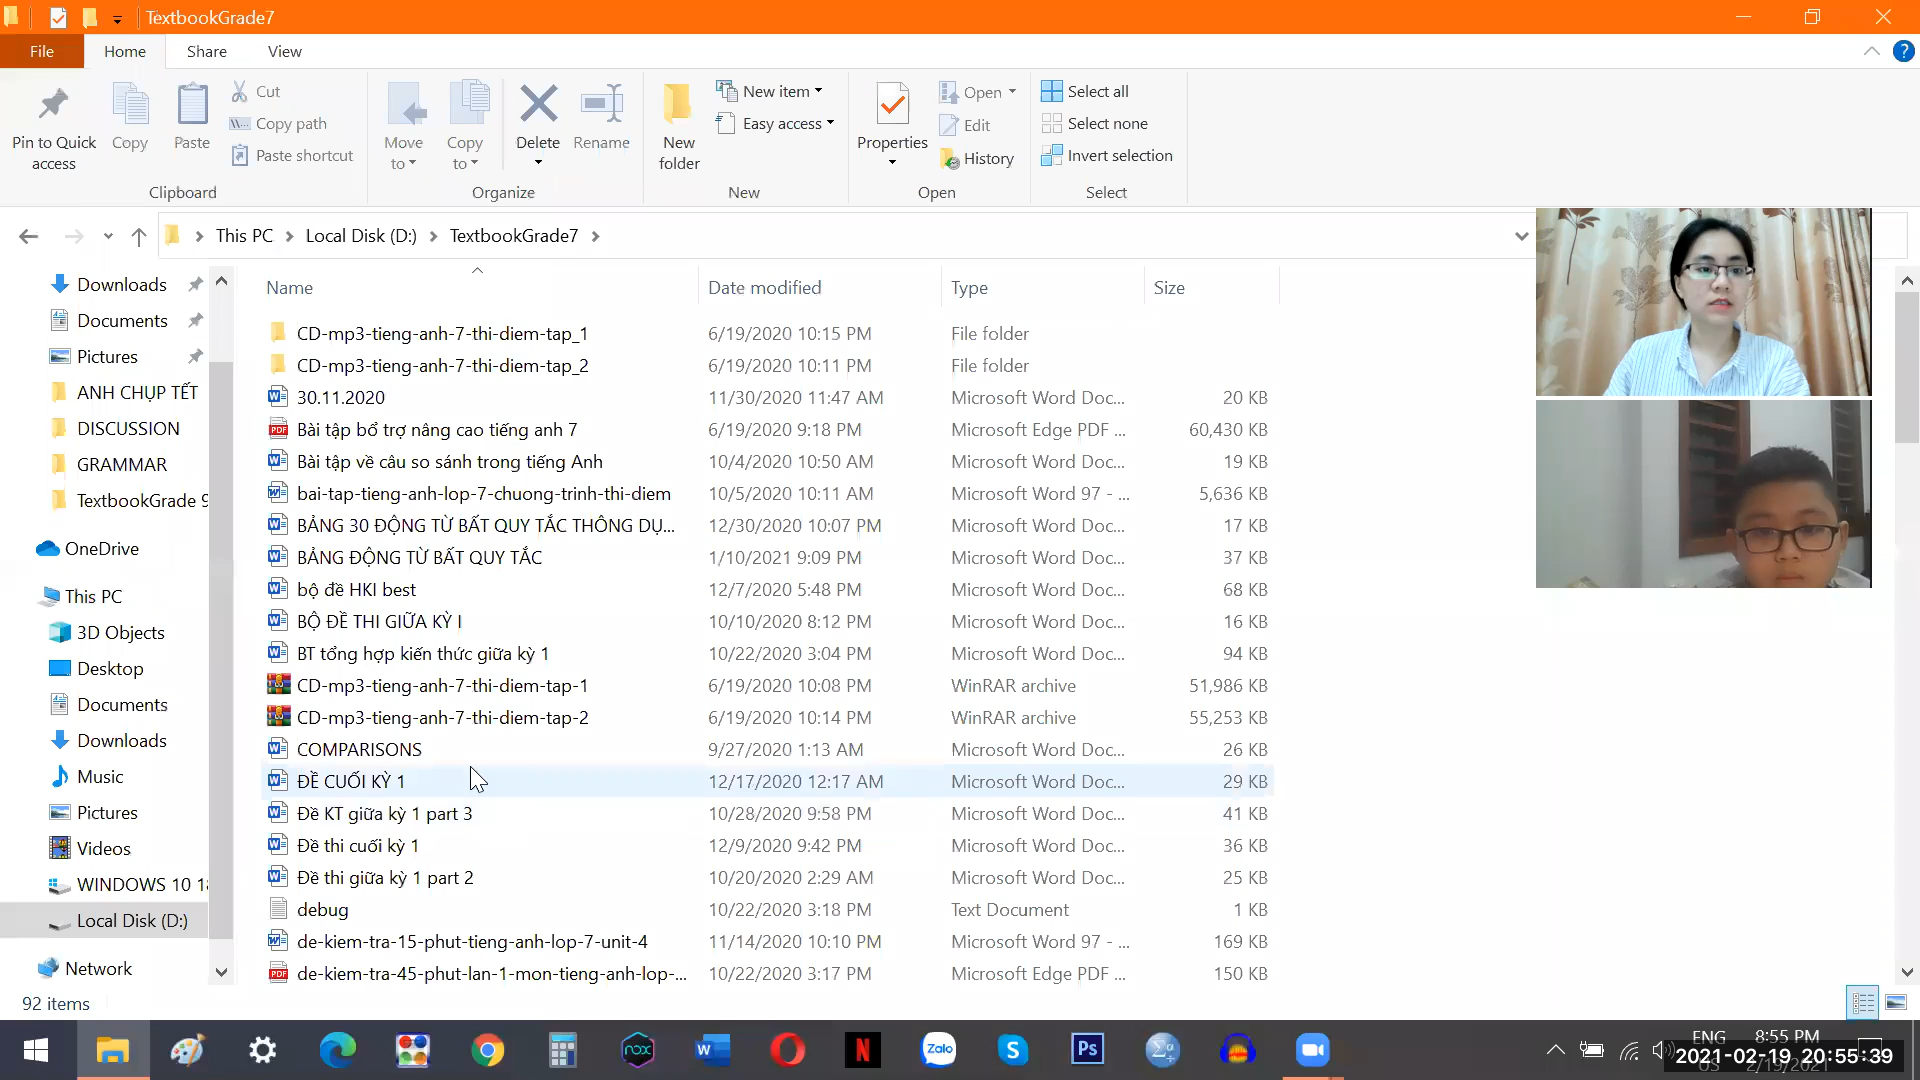 TextbookGrade7
File Home Share View
Pin to Quick access
Copy
Paste
Cut
Copy path
Paste shortcut
Clipboard
Move to
Copy to
Delete
Rename
Organize
New folder
New item
Easy access
New
Properties
Open
Edit
History
Open
Select all
Select none
Invert selection
Select
This PC Local Disk (D:) TextbookGrade7
Downloads
Documents
Pictures
ANH CHỤP TẾT
DISCUSSION
GRAMMAR
TextbookGrade 9
OneDrive
This PC
3D Objects
Desktop
Documents
Downloads
Music
Pictures
Videos
WINDOWS 10 18
Local Disk (D:)
Network
Name Date modified Type Size
CD-mp3-tieng-anh-7-thi-diem-tap_1 6/19/2020 10:15 PM File folder
CD-mp3-tieng-anh-7-thi-diem-tap_2 6/19/2020 10:11 PM File folder
30.11.2020 11/30/2020 11:47 AM Microsoft Word Doc... 20 KB
Bài tập bổ trợ nâng cao tiếng anh 7 6/19/2020 9:18 PM Microsoft Edge PDF ... 60,430 KB
Bài tập về câu so sánh trong tiếng Anh 10/4/2020 10:50 AM Microsoft Word Doc... 19 KB
bai-tap-tieng-anh-lop-7-chuong-trinh-thi-diem 10/5/2020 10:11 AM Microsoft Word 97 - ... 5,636 KB
BẢNG 30 ĐỘNG TỪ BẤT QUY TẮC THÔNG DỤ... 12/30/2020 10:07 PM Microsoft Word Doc... 17 KB
BẢNG ĐỘNG TỪ BẤT QUY TẮC 1/10/2021 9:09 PM Microsoft Word Doc... 37 KB
bộ đề HKI best 12/7/2020 5:48 PM Microsoft Word Doc... 68 KB
BỘ ĐỀ THI GIỮA KỲ I 10/10/2020 8:12 PM Microsoft Word Doc... 16 KB
BT tổng hợp kiến thức giữa kỳ 1 10/22/2020 3:04 PM Microsoft Word Doc... 94 KB
CD-mp3-tieng-anh-7-thi-diem-tap-1 6/19/2020 10:08 PM WinRAR archive 51,986 KB
CD-mp3-tieng-anh-7-thi-diem-tap-2 6/19/2020 10:14 PM WinRAR archive 55,253 KB
COMPARISONS 9/27/2020 1:13 AM Microsoft Word Doc... 26 KB
ĐỀ CUỐI KỲ 1 12/17/2020 12:17 AM Microsoft Word Doc... 29 KB
Đề KT giữa kỳ 1 part 3 10/28/2020 9:58 PM Microsoft Word Doc... 41 KB
Đề thi cuối kỳ 1 12/9/2020 9:42 PM Microsoft Word Doc... 36 KB
Đề thi giữa kỳ 1 part 2 10/20/2020 2:29 AM Microsoft Word Doc... 25 KB
debug 10/22/2020 3:18 PM Text Document 1 KB
de-kiem-tra-15-phut-tieng-anh-lop-7-unit-4 11/14/2020 10:10 PM Microsoft Word 97 - ... 169 KB
de-kiem-tra-45-phut-lan-1-mon-tieng-anh-lop-... 10/22/2020 3:17 PM Microsoft Edge PDF ... 150 KB
92 items
nox
Zalo
Ps
ENG 8:55 PM
2021-02-19 20:55:39